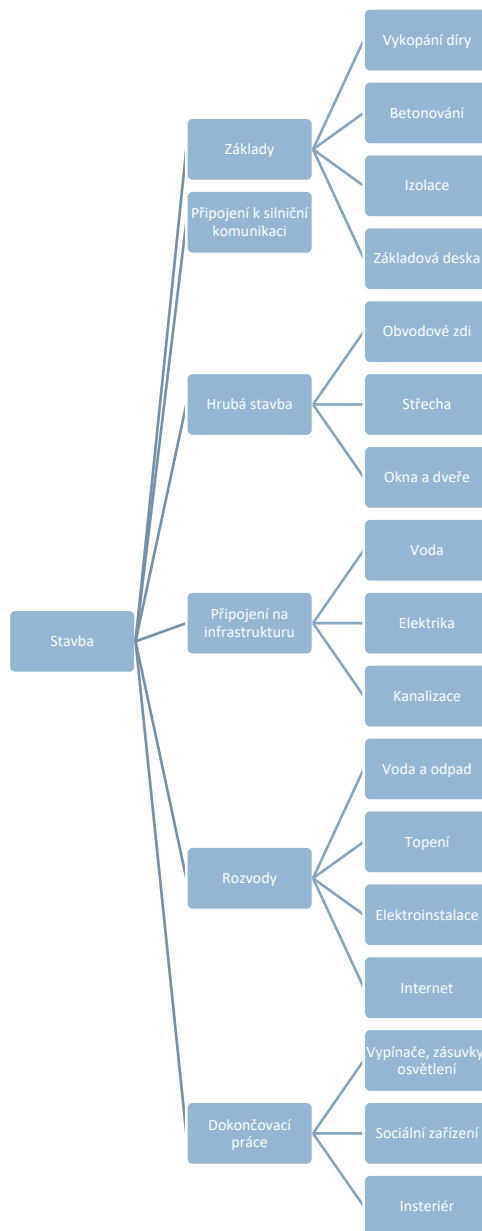 Stavba
Základy
Vykopání díry
Betonování
Izolace
Základová deska
Připojení k silniční
komunikaci
Hrubá stavba
Obvodové zdi
Střecha
Okna a dveře
Připojení na
infrastrukturu
Voda
Elektrika
Kanalizace
Rozvody
Voda a odpad
Topení
Elektroinstalace
Internet
Dokončovací
práce
Vypínače, zásuvky
osvětlení
Sociální zařízení
Insteriér